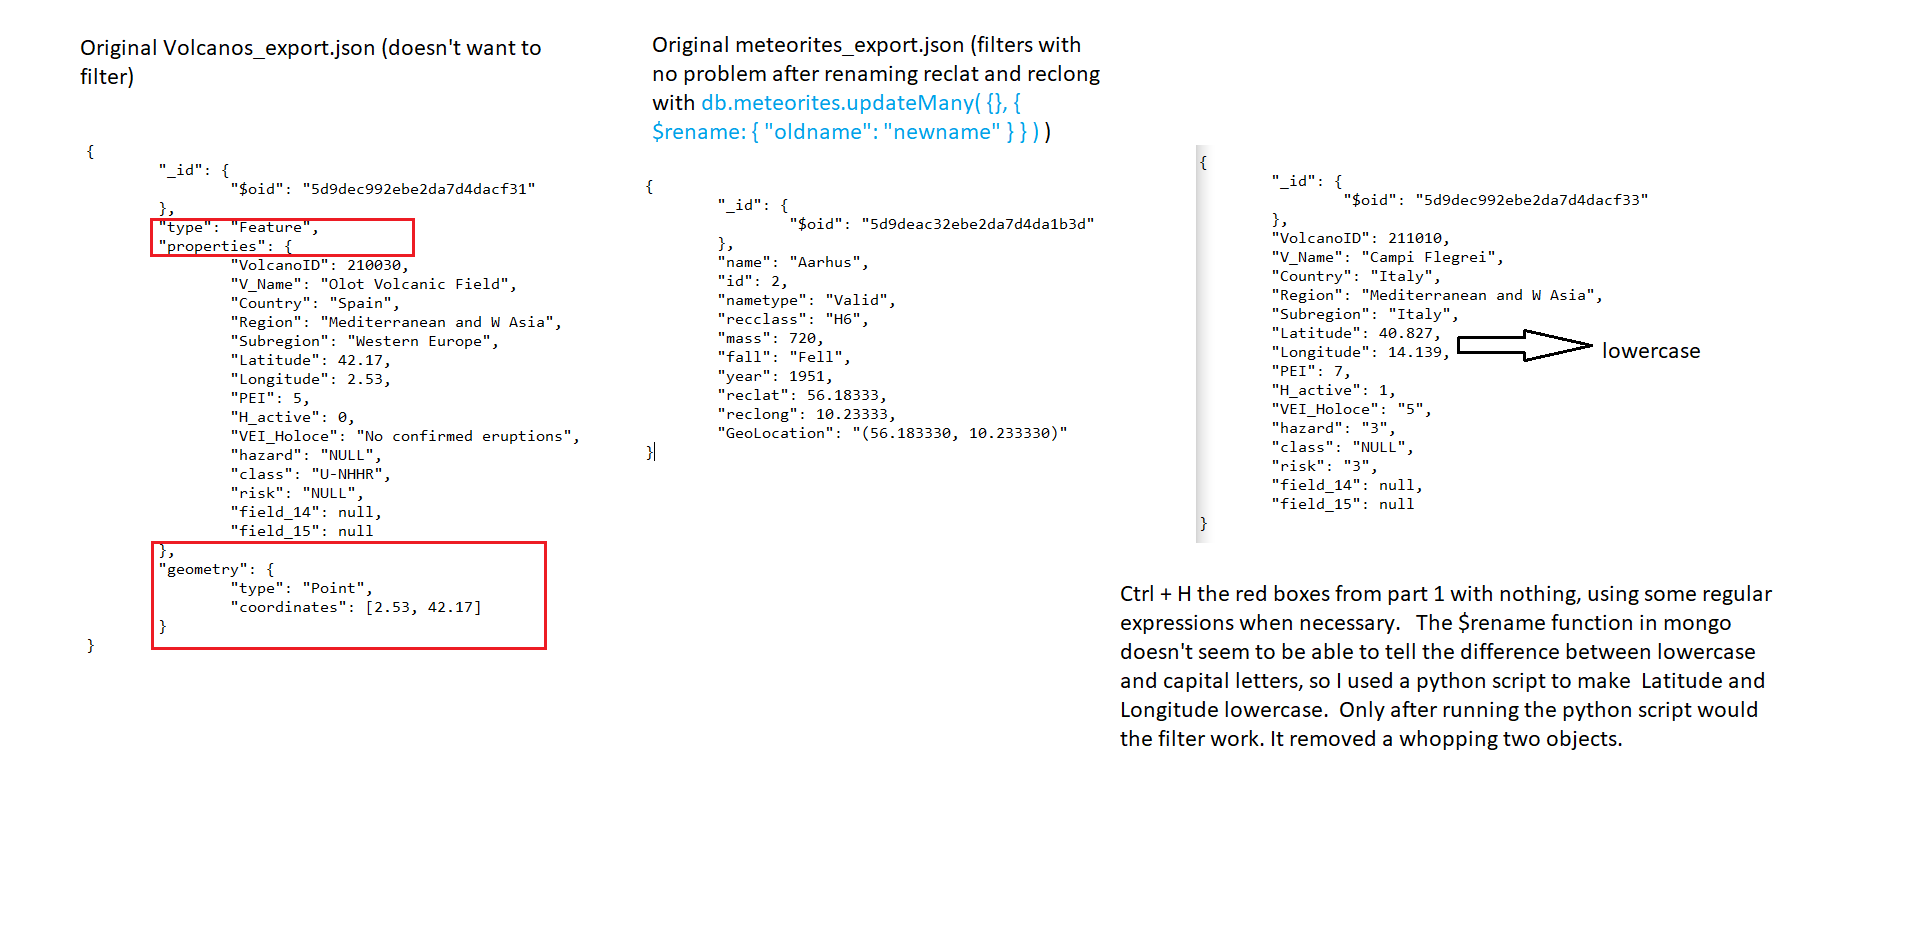 Original Volcanos_export.json (doesn't want to
filter)
{
"_id": {
"$oid": "5d9dec992ebe2da7d4dacf31"
},
"type": "Feature",
"properties": {
"VolcanoID": 210030,
"V_Name": "Olot Volcanic Field",
"Country": "Spain",
"Region": "Mediterranean and W Asia",
"Subregion": "Western Europe",
"Latitude": 42.17,
"Longitude": 2.53,
"PEI": 5,
"H_active": 0,
"VEI_Holoce": "No confirmed eruptions",
"hazard": "NULL",
"class": "U-NHHR",
"risk": "NULL",
"field_14": null,
"field_15": null
},
"geometry": {
"type": "Point",
"coordinates": [2.53, 42.17]
}
}
Original meteorites_export.json (filters with
no problem after renaming reclat and reclong
with db.meteorites.updateMany( {}, {
$rename: { "oldname": "newname" } } ) )
{
"_id": {
"$oid": "5d9deac32ebe2da7d4da1b3d"
},
"name": "Aarhus",
"id": 2,
"nametype": "Valid",
"recclass": "H6",
"mass": 720,
"fall": "Fell",
"year": 1951,
"reclat": 56.18333,
"reclong": 10.23333,
"GeoLocation": "(56.183330, 10.233330)"
}
{
"_id": {
"$oid": "5d9dec992ebe2da7d4dacf33"
},
"VolcanoID": 211010,
"V_Name": "Campi Flegrei",
"Country": "Italy",
"Region": "Mediterranean and W Asia",
"Subregion": "Italy",
"Latitude": 40.827,
"Longitude": 14.139,
lowercase
"PEI": 7,
"H_active": 1,
"VEI_Holoce": "5",
"hazard": "3",
"class": "NULL",
"risk": "3",
"field_14": null,
"field_15": null
}
Ctrl + H the red boxes from part 1 with nothing, using some regular
expressions when necessary. The $rename function in mongo
doesn't seem to be able to tell the difference between lowercase
and capital letters, so I used a python script to make Latitude and
Longitude lowercase. Only after running the python script would
the filter work. It removed a whopping two objects.